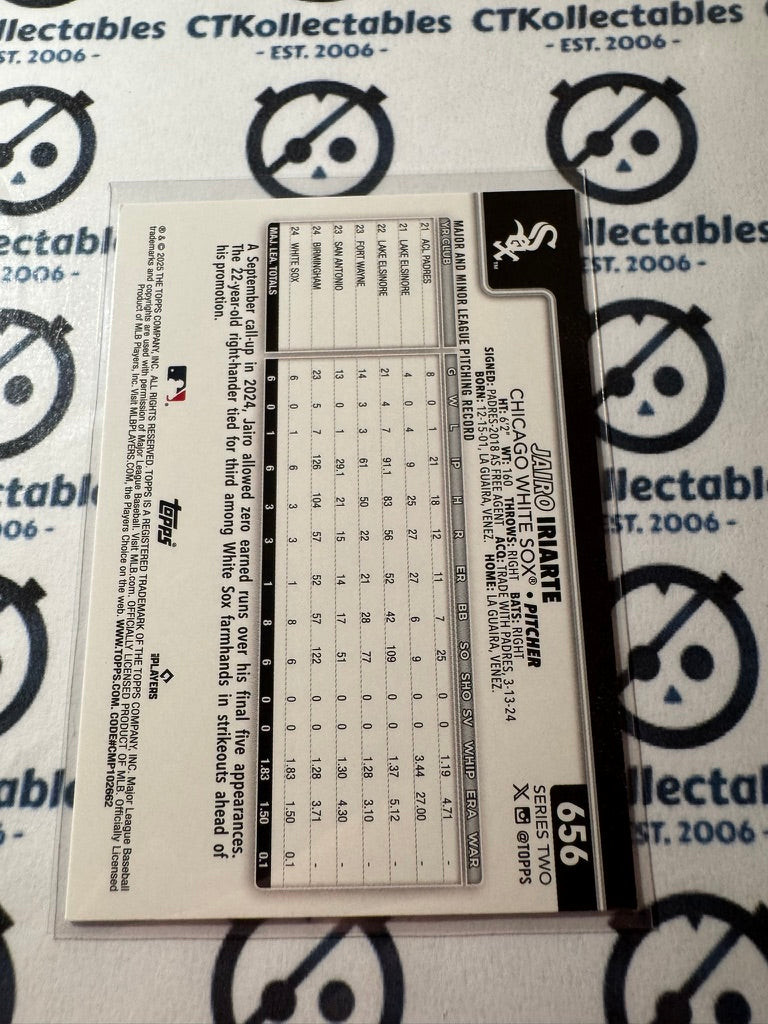 llectables CTKollectables CTKollectables
ST. 2006 - - EST. 2006 - - EST. 2006 -
656
SERIES TWO
@TOPPS
Sox
JAIRO IRIARTE
CHICAGO WHITE SOX® • PITCHER
HT: 6'2" WT: 160 THROWS: RIGHT BATS: RIGHT
SIGNED: PADRES-2018 AS FREE AGENT ACQ: TRADE WITH PADRES, 3-13-24
BORN: 12-15-01, LA GUAIRA, VENEZ. HOME: LA GUAIRA, VENEZ.
MAJOR AND MINOR LEAGUE PITCHING RECORD
YR CLUB G W L IP H R ER BB SO SHO SV WHIP ERA WAR
21 ACL PADRES 8 0 1 21 18 12 11 7 25 0 0 1.19 4.71 -
21 LAKE ELSINORE 4 0 4 9 25 27 27 6 9 0 0 3.44 27.00 -
22 LAKE ELSINORE 21 4 7 91.1 83 56 52 42 109 0 0 1.37 5.12 -
23 FORT WAYNE 14 3 3 61 50 22 21 28 77 0 0 1.28 3.10 -
23 SAN ANTONIO 13 0 1 29.1 21 15 14 17 51 0 0 1.30 4.30 -
24 BIRMINGHAM 23 5 7 126 104 57 52 57 122 0 0 1.28 3.71 -
24 WHITE SOX 6 0 1 6 3 3 1 8 6 0 0 1.83 1.50 0.1
MAJ. LEA. TOTALS 6 0 1 6 3 3 1 8 6 0 0 1.83 1.50 0.1
A September call-up in 2024, Jairo allowed zero earned runs over his final five appearances.
The 22-year-old right-hander tied for third among White Sox farmhands in strikeouts ahead of
his promotion.
topps
PLAYERS
® & © 2025 THE TOPPS COMPANY, INC. ALL RIGHTS RESERVED. TOPPS IS A REGISTERED TRADEMARK OF THE TOPPS COMPANY, INC. Major League Baseball
trademarks and copyrights are used with permission of Major League Baseball. Visit MLB.com. OFFICIALLY LICENSED PRODUCT OF MLB. Officially Licensed
Product of MLB Players, Inc. Visit MLBPLAYERS.COM, the Players Choice on the web. WWW.TOPPS.COM. CODE#CMP102662